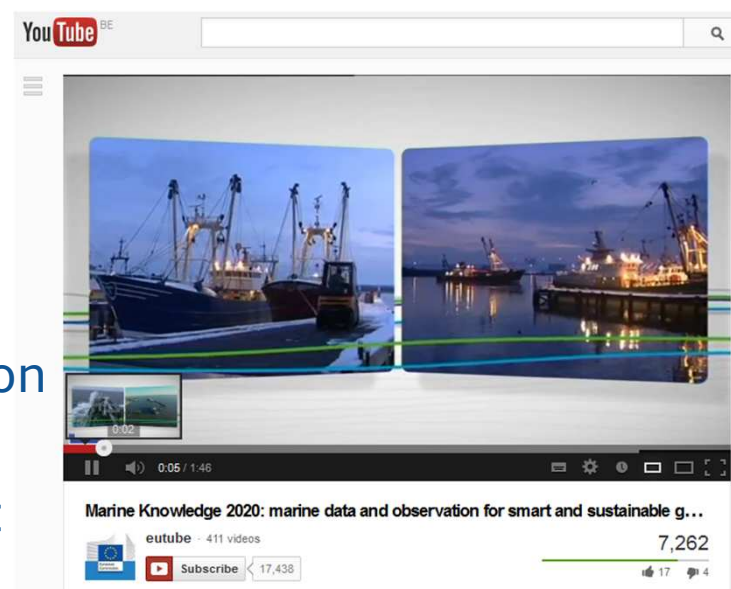 You Tube BE
on
:
0:02
0:05 / 1:46
Marine Knowledge 2020: marine data and observation for smart and sustainable g...
eutube · 411 videos
7,262
Subscribe 17,438
17 4